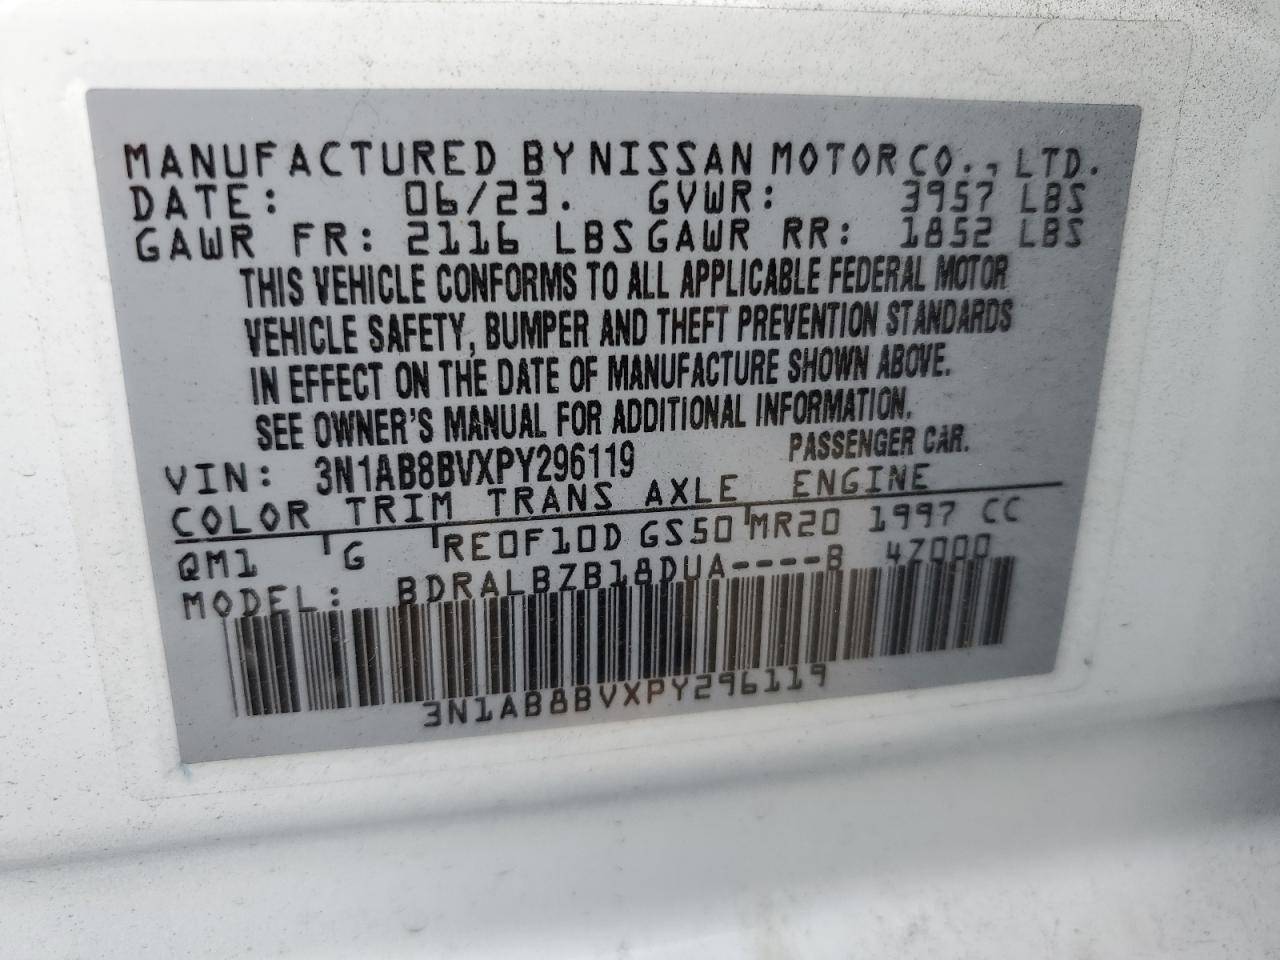 MANUFACTURED BY NISSAN MOTOR CO., LTD.
DATE: 06/23. GVWR: 3957 LBS
GAWR FR: 2116 LBS GAWR RR: 1852 LBS
THIS VEHICLE CONFORMS TO ALL APPLICABLE FEDERAL MOTOR
VEHICLE SAFETY, BUMPER AND THEFT PREVENTION STANDARDS
IN EFFECT ON THE DATE OF MANUFACTURE SHOWN ABOVE.
SEE OWNER'S MANUAL FOR ADDITIONAL INFORMATION.
VIN: 3N1AB8BVXPY296119 PASSENGER CAR.
COLOR TRIM TRANS AXLE ENGINE
QM1 G RE0F10D GS50 MR20 1997 CC
MODEL: BDRALBZB18DUA----B 4Z000
3N1AB8BVXPY296119